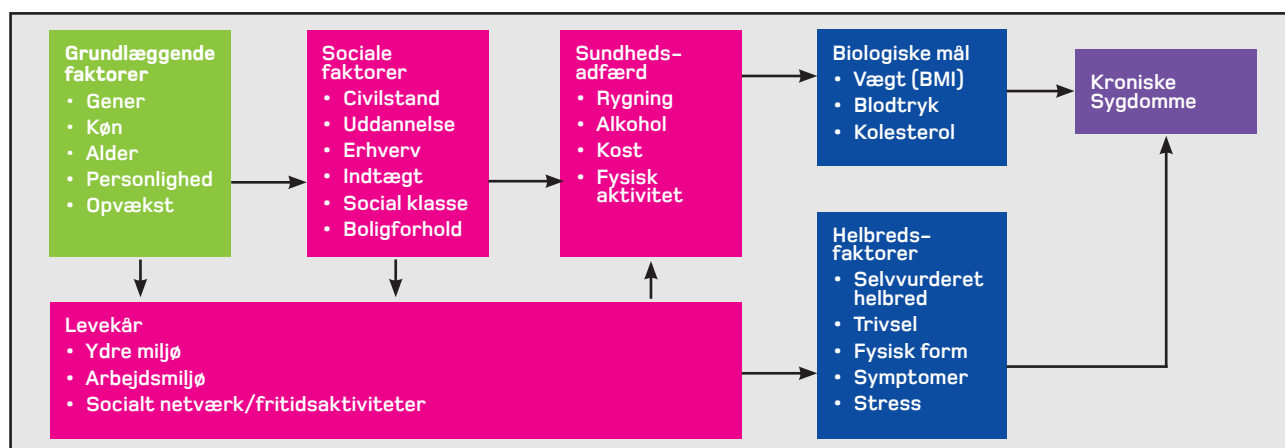 Grundlæggende
faktorer
• Gener
• Køn
• Alder
• Personlighed
• Opvækst
Sociale
faktorer
• Civilstand
• Uddannelse
• Erhverv
• Indtægt
• Social klasse
• Boligforhold
Sundheds-
adfærd
• Rygning
• Alkohol
• Kost
• Fysisk
aktivitet
Biologiske mål
• Vægt (BMI)
• Blodtryk
• Kolesterol
Kroniske
Sygdomme
Levekår
• Ydre miljø
• Arbejdsmiljø
• Socialt netværk/fritidsaktiviteter
Helbreds-
faktorer
• Selvvurderet
helbred
• Trivsel
• Fysisk form
• Symptomer
• Stress